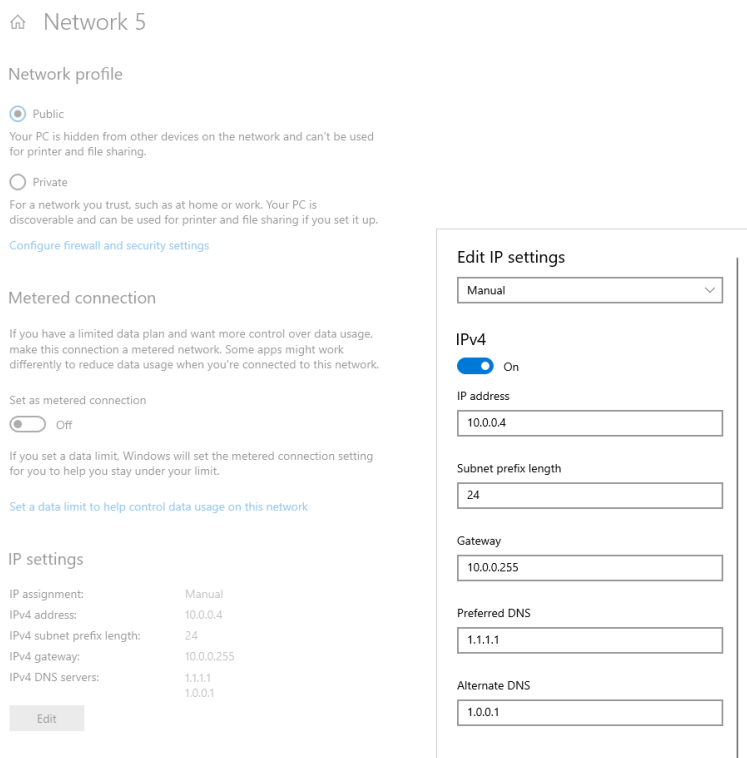 Network 5
Network profile
Public
Your PC is hidden from other devices on the network and can't be used
for printer and file sharing.
Private
For a network you trust, such as at home or work. Your PC is
discoverable and can be used for printer and file sharing if you set it up.
Configure firewall and security settings
Metered connection
If you have a limited data plan and want more control over data usage,
make this connection a metered network. Some apps might work
differently to reduce data usage when you're connected to this network.
Set as metered connection
Off
If you set a data limit, Windows will set the metered connection setting
for you to help you stay under your limit.
Set a data limit to help control data usage on this network
IP settings
IP assignment: Manual
IPv4 address: 10.0.0.4
IPv4 subnet prefix length: 24
IPv4 gateway: 10.0.0.255
IPv4 DNS servers: 1.1.1.1
1.0.0.1
Edit
Edit IP settings
Manual
IPv4
On
IP address
10.0.0.4
Subnet prefix length
24
Gateway
10.0.0.255
Preferred DNS
1.1.1.1
Alternate DNS
1.0.0.1